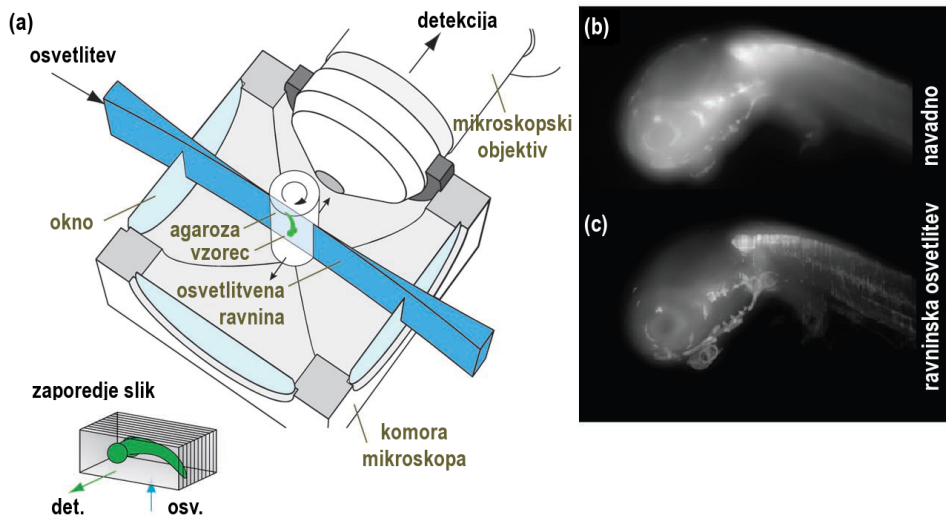 (a)
osvetlitev
detekcija
mikroskopski
objektiv
okno
agaroza
vzorec
osvetlitvena
ravnina
komora
mikroskopa
zaporedje slik
det.
osv.
(b)
navadno
(c)
ravninska osvetlitev